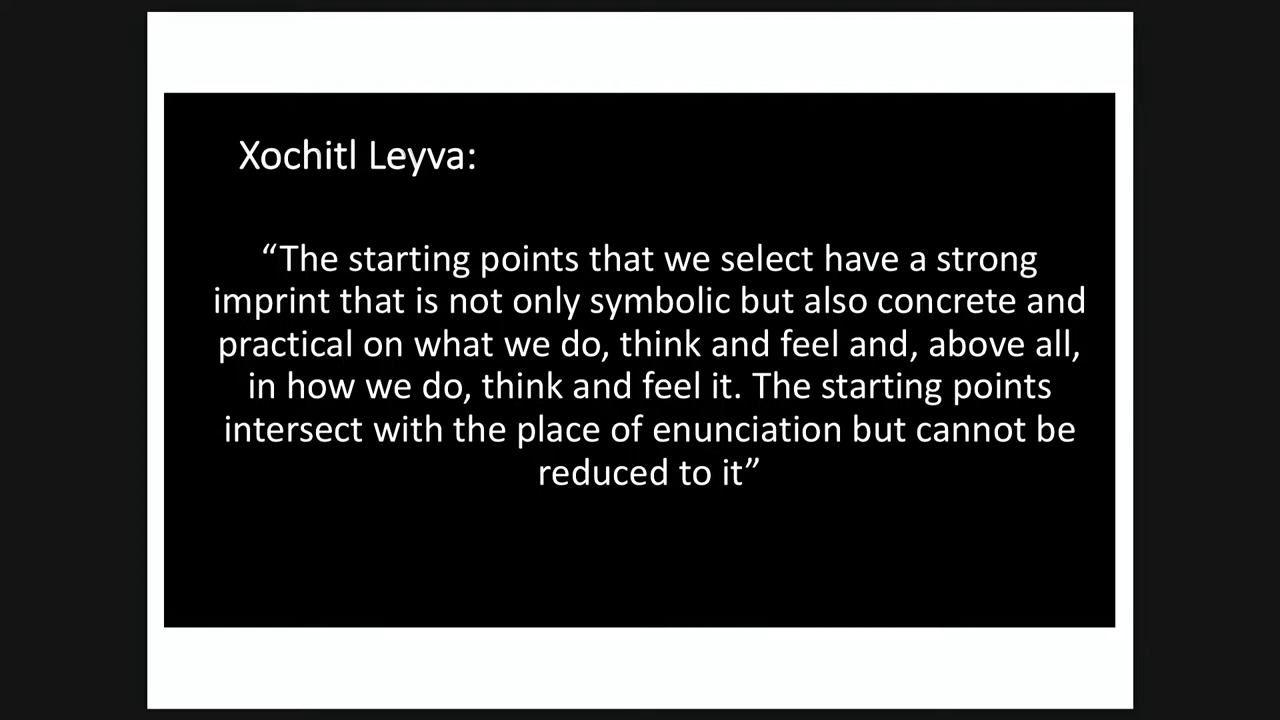 Xochitl Leyva:
“The starting points that we select have a strong
imprint that is not only symbolic but also concrete and
practical on what we do, think and feel and, above all,
in how we do, think and feel it. The starting points
intersect with the place of enunciation but cannot be
reduced to it”